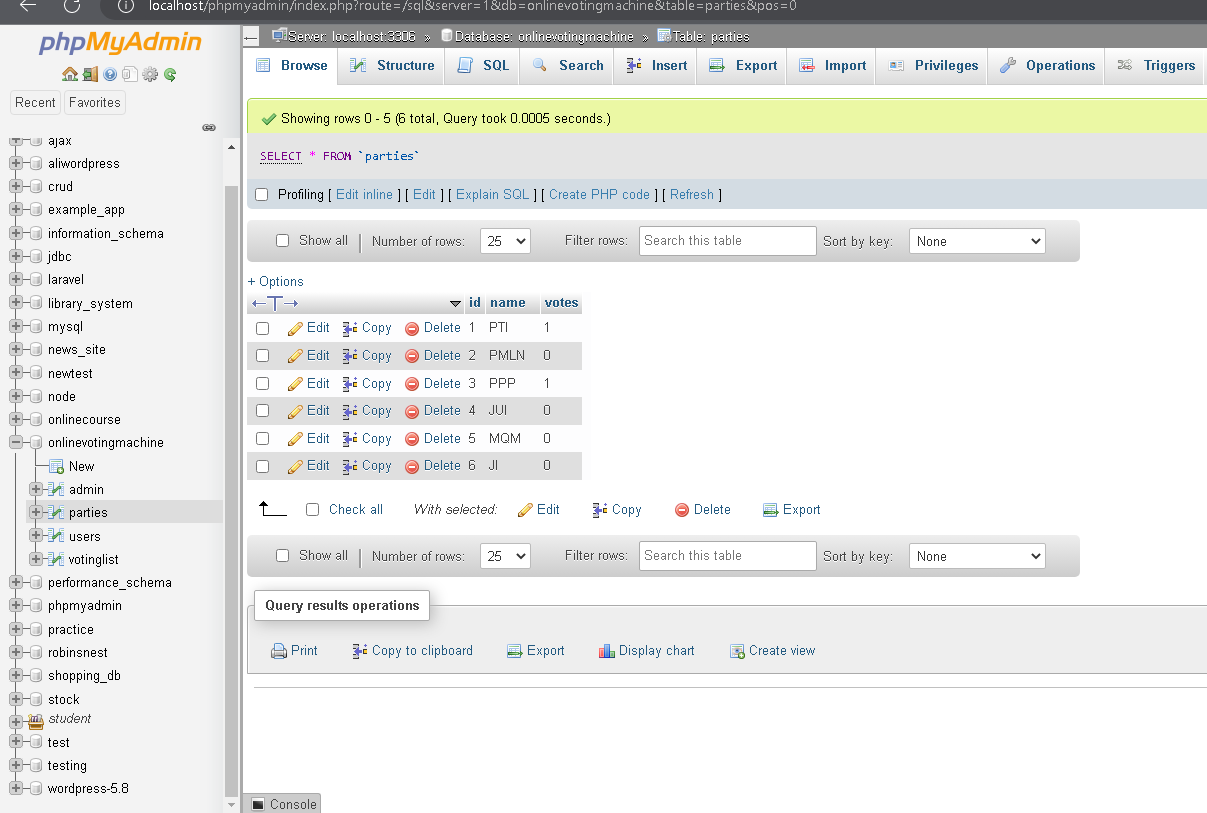 localhost/phpmyadmin/index.php?route=/sql&server=1&db=onlinevotingmachine&table=parties&pos=0
phpMyAdmin
Recent Favorites
ajax
aliwordpress
crud
example_app
information_schema
jdbc
laravel
library_system
mysql
news_site
newtest
node
onlinecourse
onlinevotingmachine
New
admin
parties
users
votinglist
performance_schema
phpmyadmin
practice
robinsnest
shopping_db
stock
student
test
testing
wordpress-5.8
Server: localhost:3306 » Database: onlinevotingmachine » Table: parties
Browse Structure SQL Search Insert Export Import Privileges Operations Triggers
Showing rows 0 - 5 (6 total, Query took 0.0005 seconds.)
SELECT * FROM `parties`
Profiling [ Edit inline ] [ Edit ] [ Explain SQL ] [ Create PHP code ] [ Refresh ]
Show all | Number of rows: 25 Filter rows: Search this table Sort by key: None
+ Options
←T→ id name votes
Edit Copy Delete 1 PTI 1
Edit Copy Delete 2 PMLN 0
Edit Copy Delete 3 PPP 1
Edit Copy Delete 4 JUI 0
Edit Copy Delete 5 MQM 0
Edit Copy Delete 6 JI 0
Check all With selected: Edit Copy Delete Export
Show all | Number of rows: 25 Filter rows: Search this table Sort by key: None
Query results operations
Print Copy to clipboard Export Display chart Create view
Console